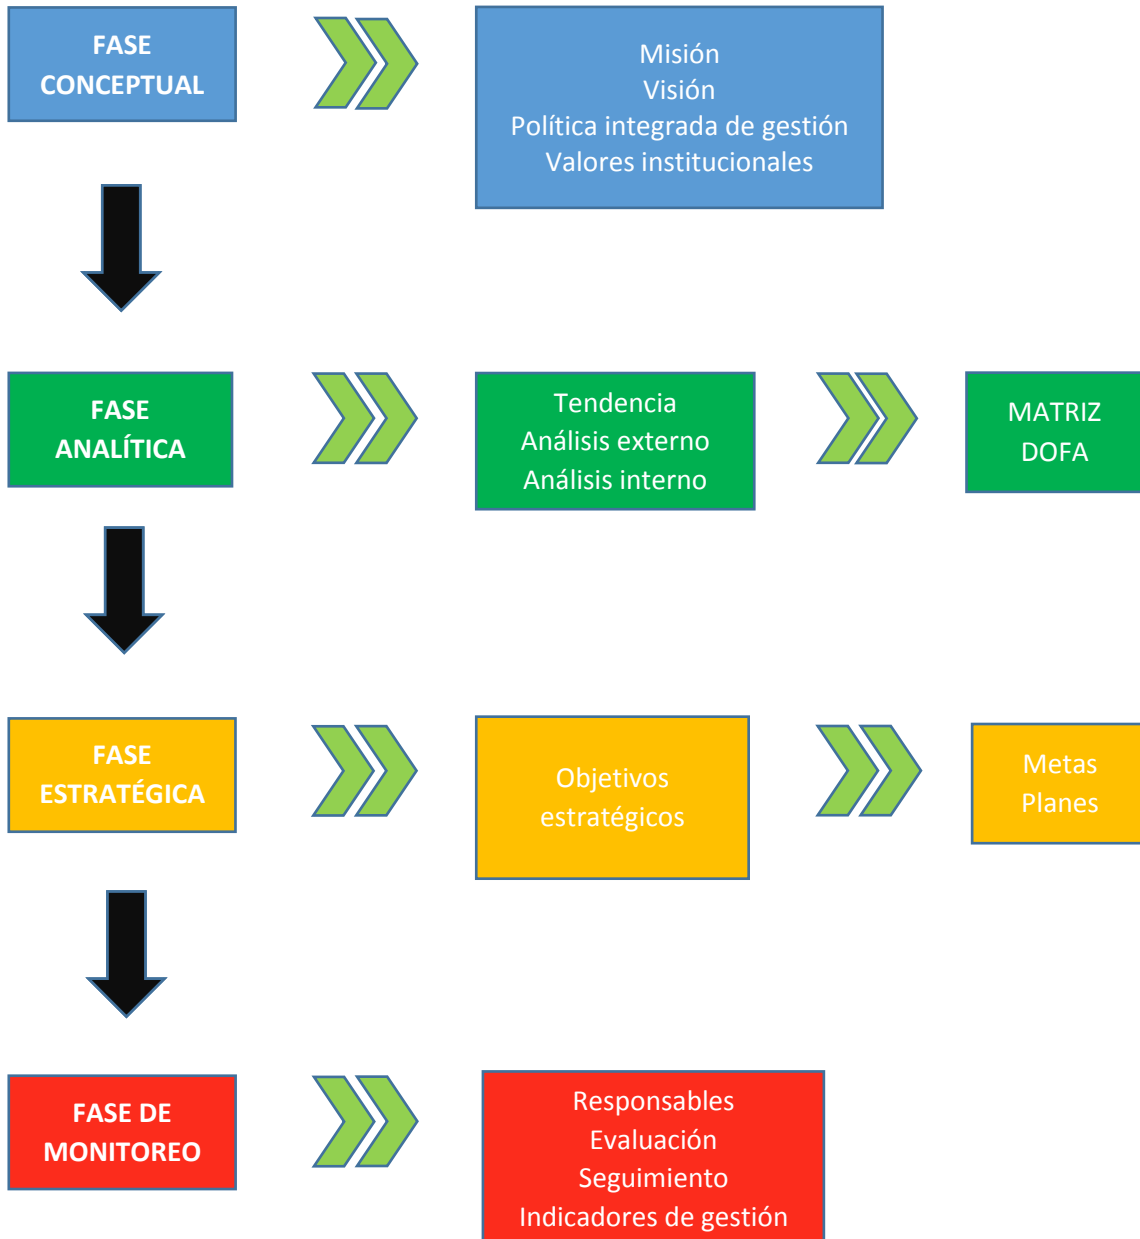 FASE
CONCEPTUAL
Misión
Visión
Política integrada de gestión
Valores institucionales
FASE
ANALÍTICA
Tendencia
Análisis externo
Análisis interno
MATRIZ
DOFA
FASE
ESTRATÉGICA
Objetivos
estratégicos
Metas
Planes
FASE DE
MONITOREO
Responsables
Evaluación
Seguimiento
Indicadores de gestión